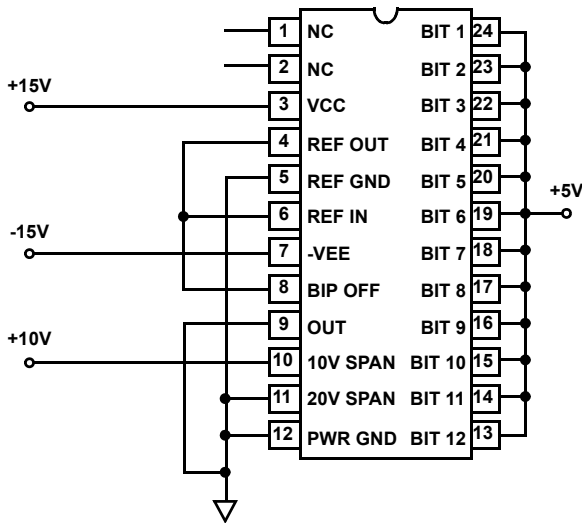 1 NC BIT 1 24
2 NC BIT 2 23
+15V
3 VCC BIT 3 22
4 REF OUT BIT 4 21
5 REF GND BIT 5 20
+5V
6 REF IN BIT 6 19
-15V
7 -VEE BIT 7 18
8 BIP OFF BIT 8 17
9 OUT BIT 9 16
+10V
10 10V SPAN BIT 10 15
11 20V SPAN BIT 11 14
12 PWR GND BIT 12 13